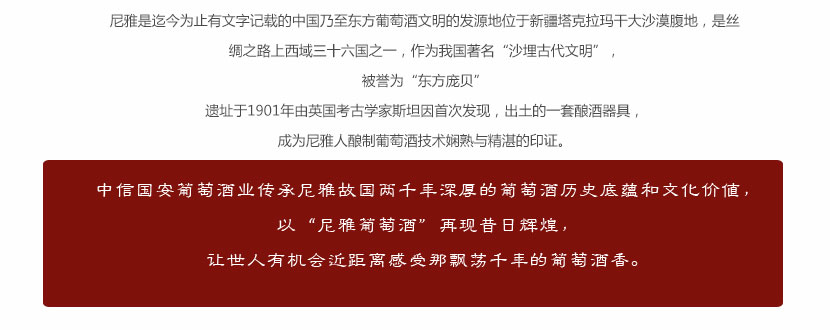 尼雅是迄今为止有文字记载的中国乃至东方葡萄酒文明的发源地位于新疆塔克拉玛干大沙漠腹地，是丝
绸之路上西域三十六国之一，作为我国著名“沙埋古代文明”，
被誉为“东方庞贝”
遗址于1901年由英国考古学家斯坦因首次发现，出土的一套酿酒器具，
成为尼雅人酿制葡萄酒技术娴熟与精湛的印证。
中信国安葡萄酒业传承尼雅故国两千年深厚的葡萄酒历史底蕴和文化价值，
以“尼雅葡萄酒”再现昔日辉煌，
让世人有机会近距离感受那飘荡千年的葡萄酒香。